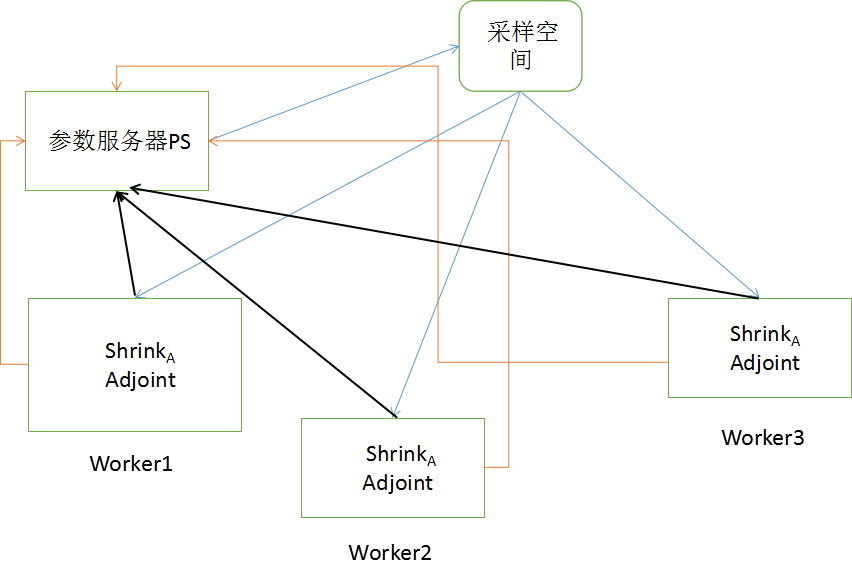 采样空
间
参数服务器PS
ShrinkA
Adjoint
Worker1
ShrinkA
Adjoint
Worker2
ShrinkA
Adjoint
Worker3